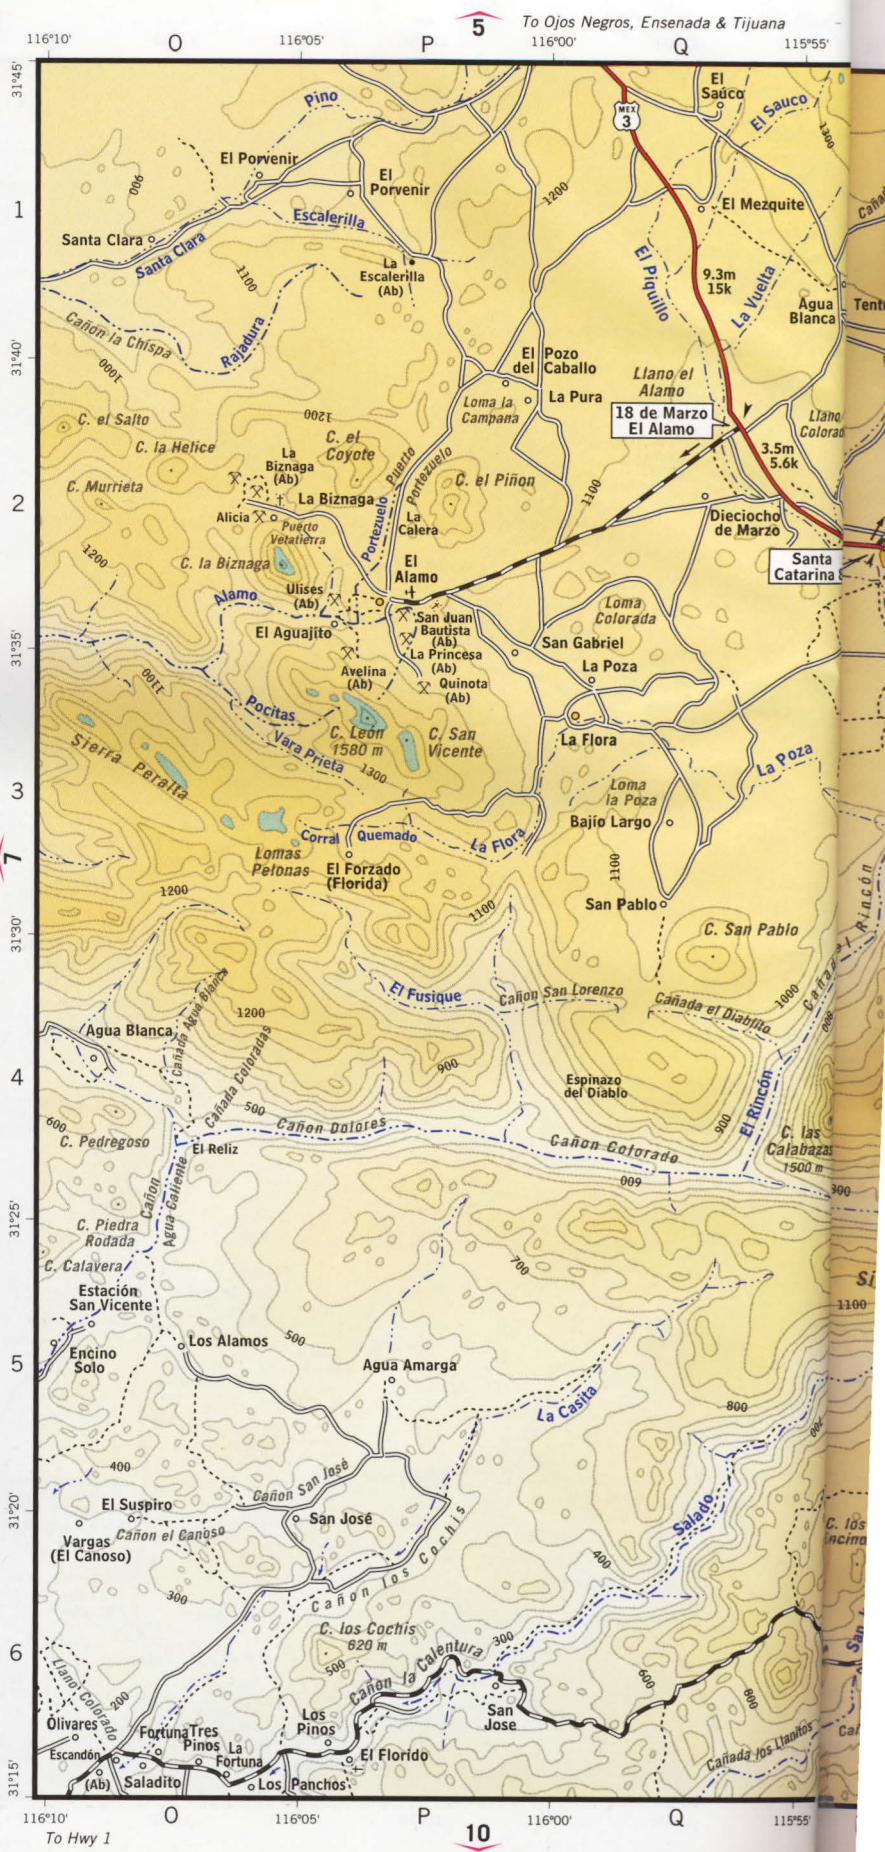 5
To Ojos Negros, Ensenada & Tijuana
116°10'
O
116°05'
P
116°00'
Q
115°55'
31°45'
El
Saúco
El Sauco
MEX
3
Pino
1300
El Porvenir
El
Porvenir
900
1200
1
El Mezquite
Escalerilla
Santa Clara
Santa Clara
La
Escalerilla
(Ab)
1100
El Piquillo
9.3m
15k
La Vuelta
Agua
Blanca
Rajadura
Cañon la Chispa
31°40'
1000
El Pozo
del Caballo
La Pura
Loma la
Campana
Llano el
Alamo
18 de Marzo
El Alamo
Llano
Colorad
3.5m
5.6k
1200
C. el Salto
C. la Helice
C. el
Coyote
Puerto
Portezuelo
C. el Piñon
1100
La
Biznaga
(Ab)
La Biznaga
C. Murrieta
Alicia
Puerto
Vetatierra
Portezuelo
La
Calera
2
Dieciocho
de Marzo
Santa
Catarina
1200
C. la Biznaga
El
Alamo
Alamo
Ulises
(Ab)
El Aguajito
San Juan
Bautista
(Ab)
La Princesa
(Ab)
Quinota
(Ab)
Avelina
(Ab)
Loma
Colorada
San Gabriel
La Poza
31°35'
1100
Pocitas
Vara Prieta
C. León
1580 m
C. San
Vicente
La Flora
Sierra Peralta
1300
La Poza
3
Loma
la Poza
Bajío Largo
Corral Quemado
La Flora
7
Lomas
Pelonas
El Forzado
(Florida)
1100
1200
1100
San Pablo
C. San Pablo
Cañada el Rincón
31°30'
El Fusique
Cañon San Lorenzo
Cañada el Diablito
1000
800
Cañada Agua Blanca
1200
Agua Blanca
Cañada Coloradas
4
900
Espinazo
del Diablo
El Rincón
900
600
500
C. Pedregoso
Cañon Dolores
El Reliz
Cañon Colorado
C. las
Calabazas
1500 m
600
Cañon
Agua Caliente
31°25'
C. Piedra
Rodada
C. Calavera
700
Si
1100
Estación
San Vicente
Los Alamos
500
5
Encino
Solo
Agua Amarga
La Casita
800
700
400
Cañon San José
31°20'
El Suspiro
Cañon el Canoso
San José
Vargas
(El Canoso)
Salado
C. los
300
Cañon los Cochis
400
6
C. los Cochis
620 m
500
Cañon la Calentura
300
600
800
Llano Colorado
200
Olivares
Escandón
(Ab)
Fortuna
Tres
Pinos
La
Fortuna
Saladito
Los
Pinos
El Florido
Los Panchos
San
Jose
Cañada los Llanitos
31°15'
116°10'
O
116°05'
P
116°00'
Q
115°55'
To Hwy 1
10